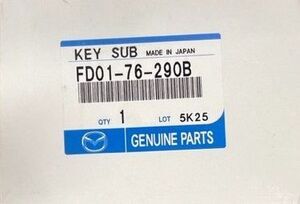 KEY SUB MADE IN JAPAN
FD01-76-290B
QTY 1 LOT 5K25
GENUINE PARTS